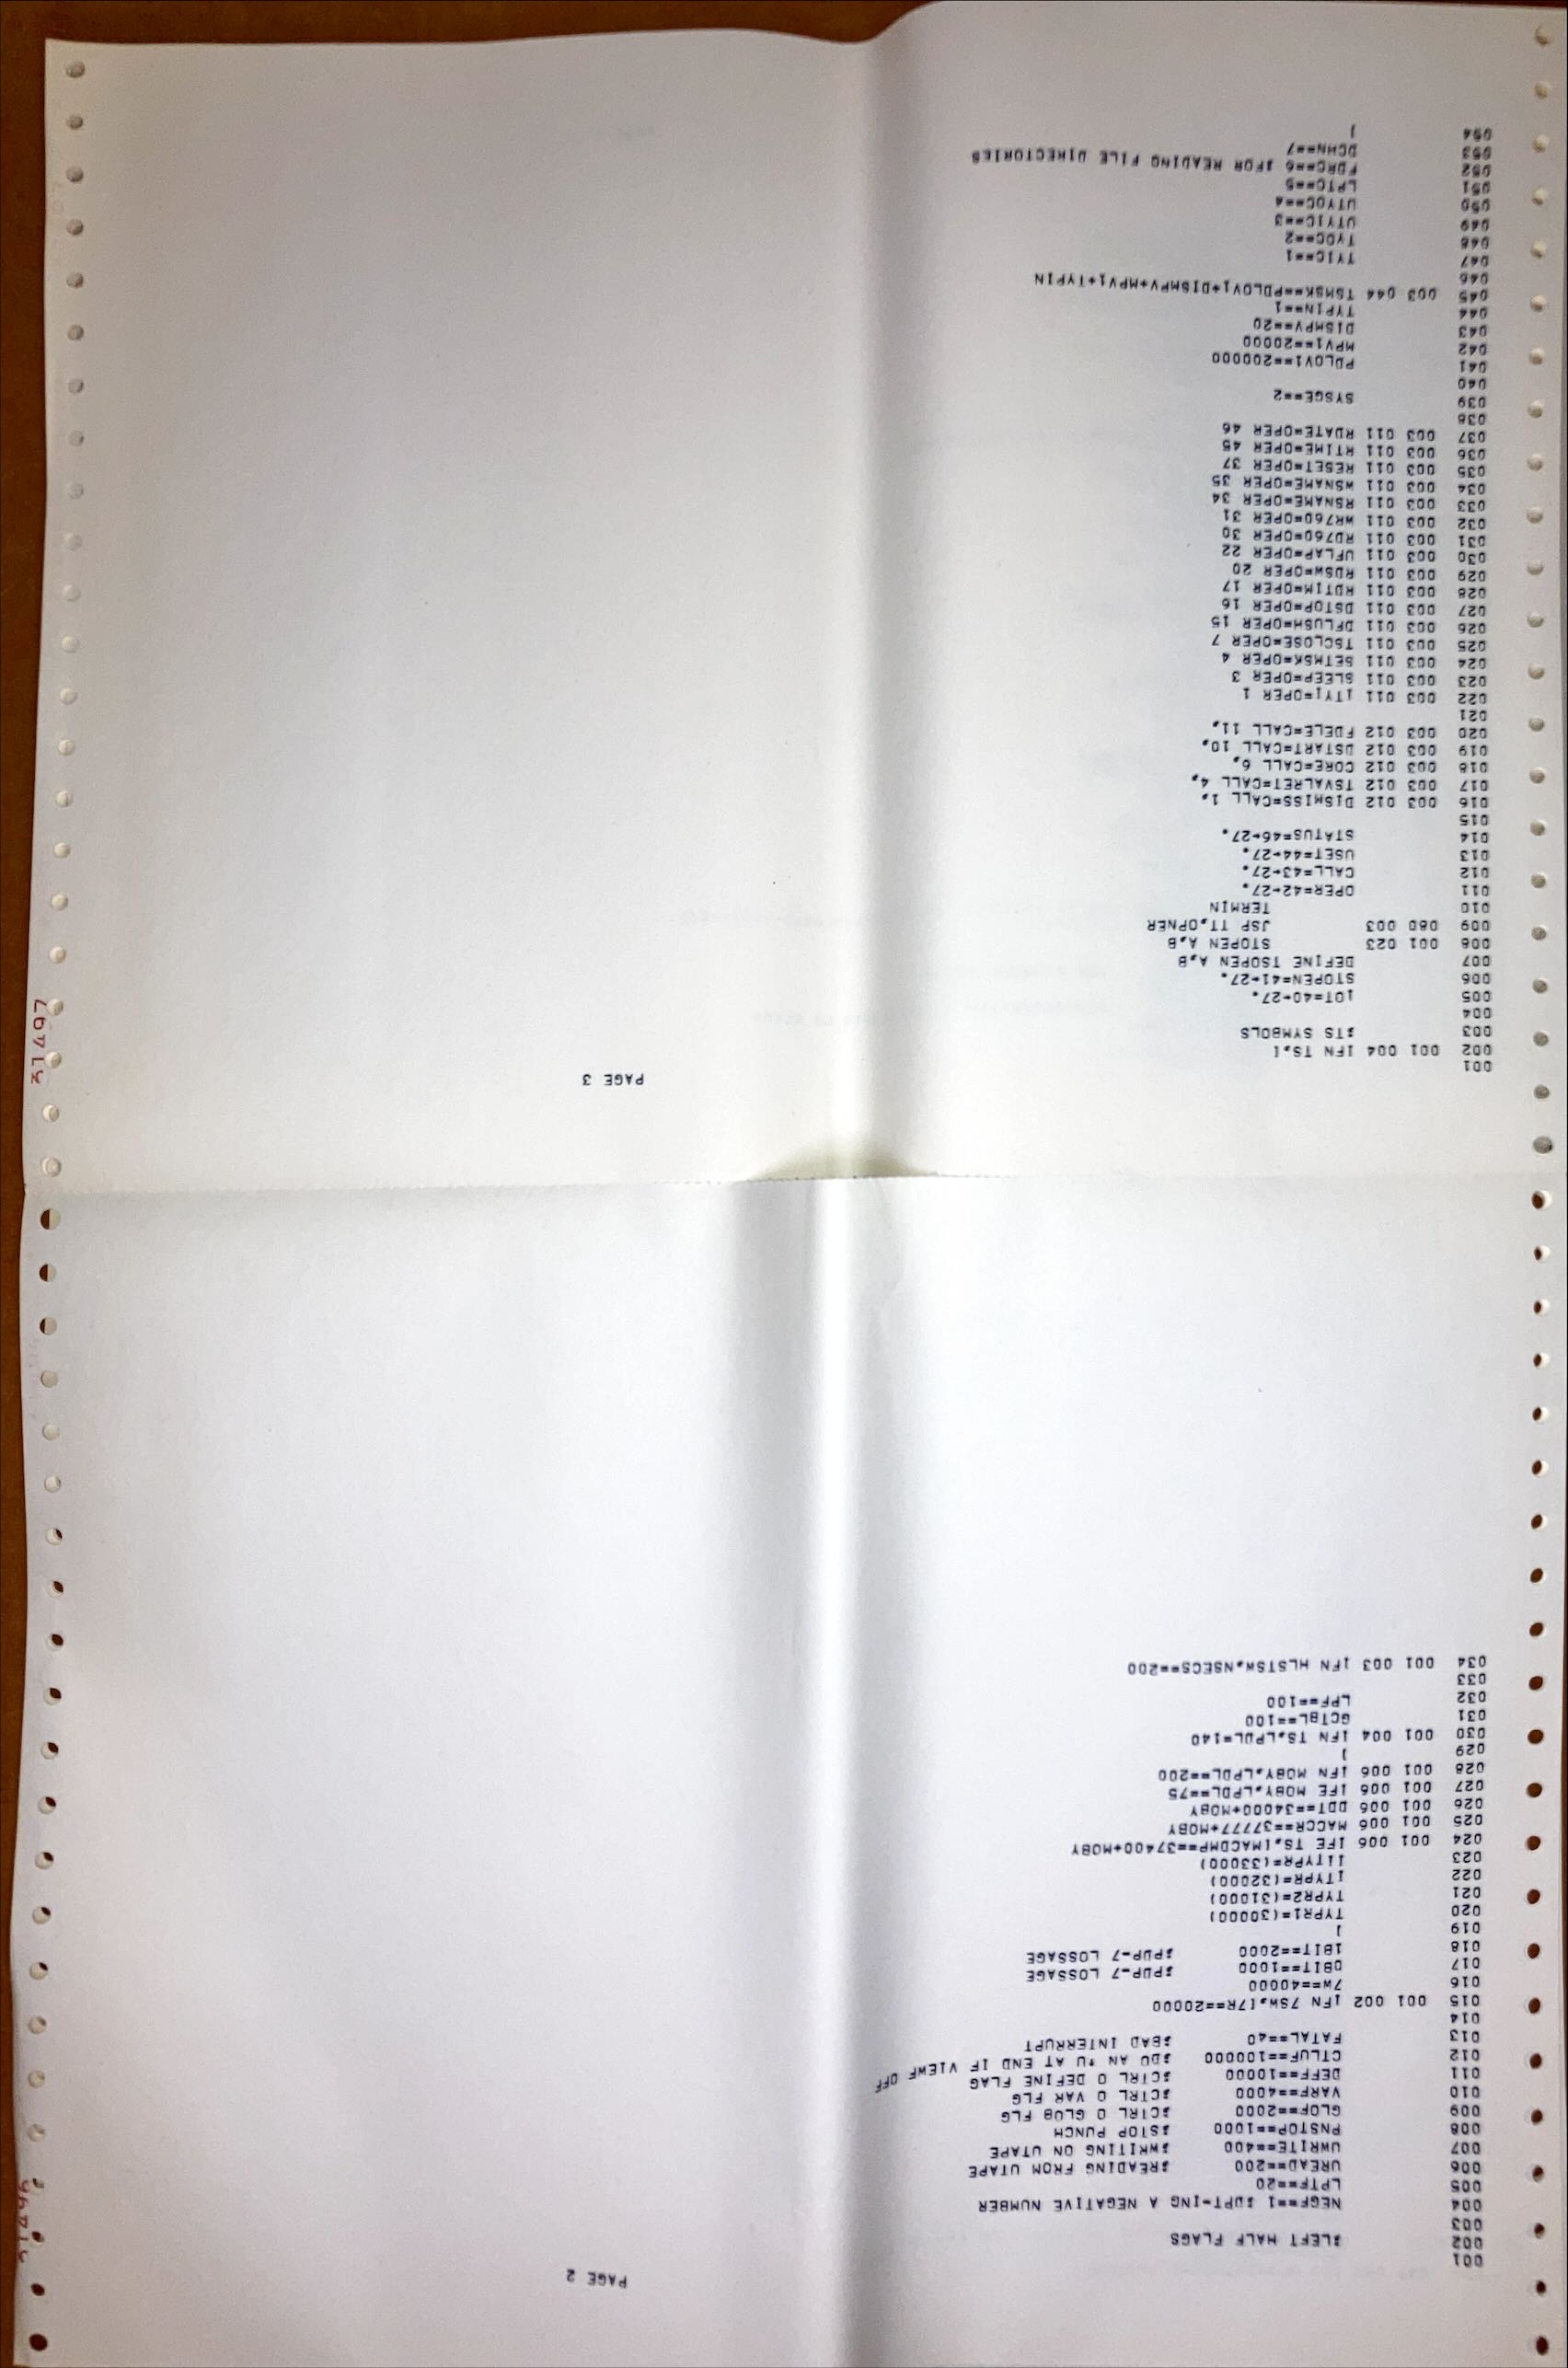 PAGE 2
001
002 ;LEFT HALF FLAGS
003
004 NEGF==1 ;DPT-ING A NEGATIVE NUMBER
005 LPTF==20
006 UREAD==200 ;READING FROM UTAPE
007 UWRITE==400 ;WRITING ON UTAPE
008 PNSTOP==1000 ;STOP PUNCH
009 GLOF==2000 ;CTRL O GLOB FLG
010 VARF==4000 ;CTRL O VAR FLG
011 DEFF==10000 ;CTRL O DEFINE FLAG
012 CTLUF==100000 ;DO AN ↑U AT END IF VIEWF OFF
013 FATAL==40 ;BAD INTERRUPT
014
015 001 002 IFN 7SW,[7R==20000
016 7W==40000
017 0BIT==1000 ;PDP-7 LOSSAGE
018 1BIT==2000 ;PDP-7 LOSSAGE
019 ]
020 TYPR1=(30000)
021 TYPR2=(31000)
022 ITYPR=(32000)
023 IITYPR=(33000)
024 001 006 IFE TS,[MACDMP==37400+MOBY
025 001 006 MACCR==37777+MOBY
026 001 006 DDT==34000+MOBY
027 001 006 IFE MOBY,LPDL==75
028 001 006 IFN MOBY,LPDL==200
029 ]
030 001 004 IFN TS,LPDL=140
031 GCTBL==100
032 LPF==100
033
034 001 003 IFN HLSTSW,NSECS==200
31496
PAGE 3
001
002 001 004 IFN TS,[
003 ;TS SYMBOLS
004
005 IOT=40←27.
006 STOPEN=41←27.
007 DEFINE TSOPEN A,B
008 001 023 STOPEN A,B
009 080 003 JSP TT,OPNER
010 TERMIN
011 OPER=42←27.
012 CALL=43←27.
013 USET=44←27.
014 STATUS=46←27.
015
016 003 012 DISMISS=CALL 1,
017 003 012 TSVALRET=CALL 4,
018 003 012 CORE=CALL 6,
019 003 012 DSTART=CALL 10,
020 003 012 FDELE=CALL 11,
021
022 003 011 ITYI=OPER 1
023 003 011 SLEEP=OPER 3
024 003 011 SETMSK=OPER 4
025 003 011 TSCLOSE=OPER 7
026 003 011 DFLUSH=OPER 15
027 003 011 DSTOP=OPER 16
028 003 011 RDTIM=OPER 17
029 003 011 RDSW=OPER 20
030 003 011 UFLAP=OPER 22
031 003 011 RD760=OPER 30
032 003 011 WR760=OPER 31
033 003 011 RSNAME=OPER 34
034 003 011 WSNAME=OPER 35
035 003 011 RESET=OPER 37
036 003 011 RTIME=OPER 45
037 003 011 RDATE=OPER 46
038
039 SYSGE==2
040
041 PDLOV1==200000
042 MPV1==20000
043 DISMPV==20
044 TYPIN==1
045 003 044 TSMSK==PDLOV1+DISMPV+MPV1+TYPIN
046
047 TYIC==1
048 TYOC==2
049 UTYIC==3
050 UTYOC==4
051 LPTC==5
052 FDRC==6 ;FOR READING FILE DIRECTORIES
053 DCHN==7
054 ]
31497